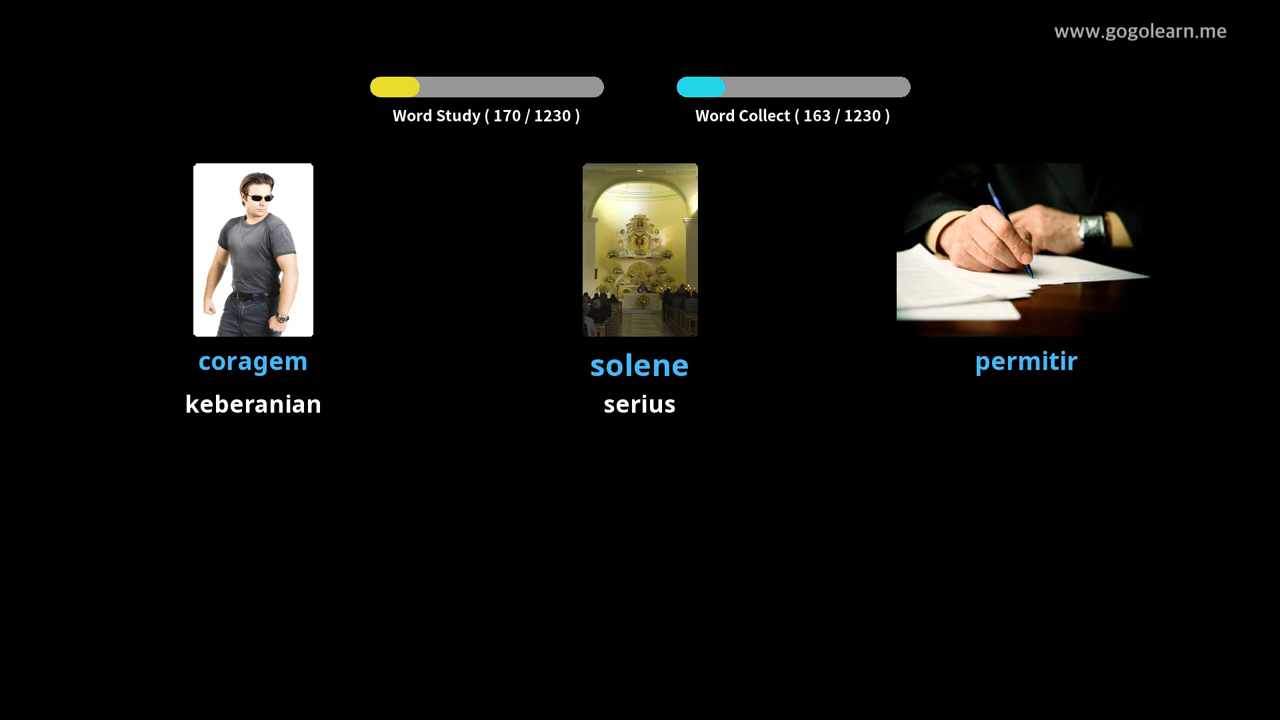 www.gogolearn.me
Word Study ( 170 / 1230 )
Word Collect ( 163 / 1230 )
coragem
solene
permitir
keberanian
serius